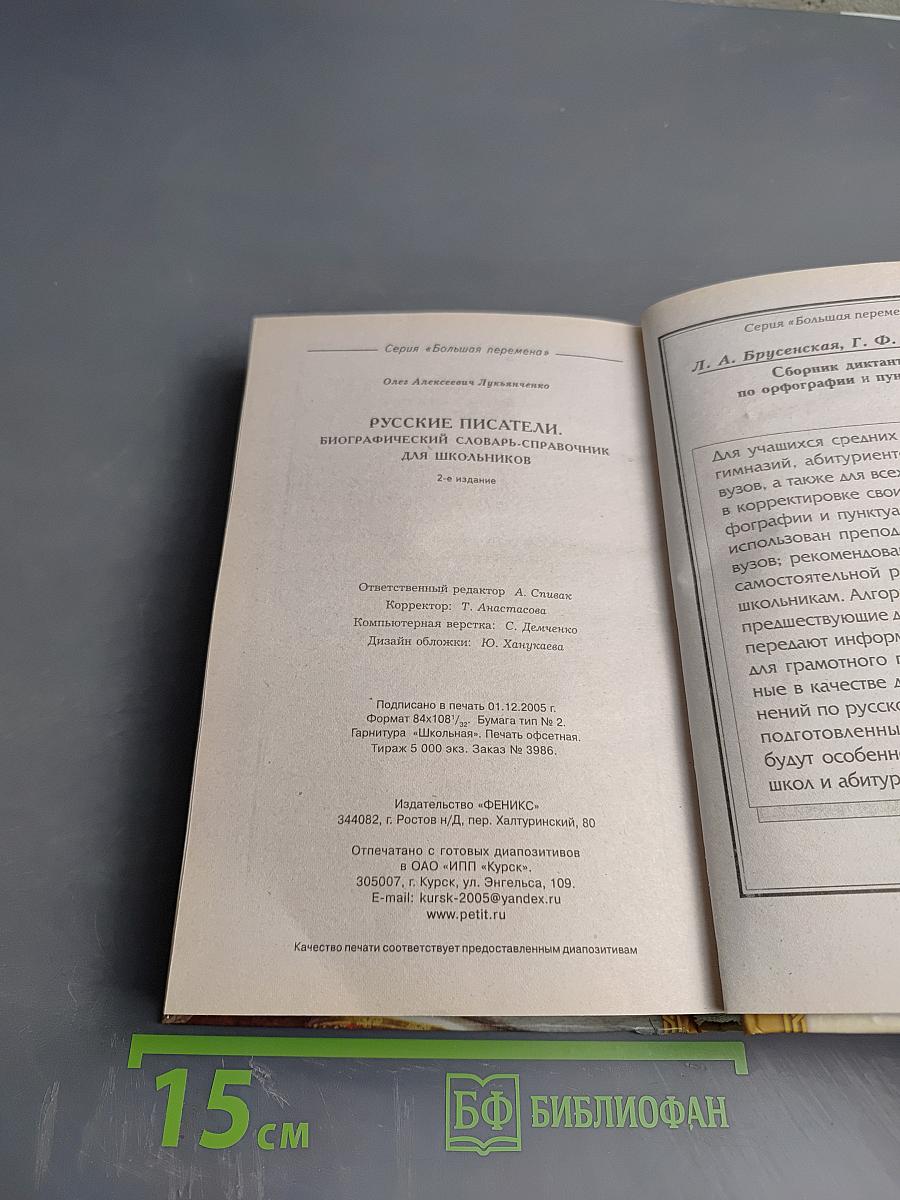 Серия «Большая перемена»
Олег Алексеевич Лукьянченко
РУССКИЕ ПИСАТЕЛИ.
БИОГРАФИЧЕСКИЙ СЛОВАРЬ-СПРАВОЧНИК
ДЛЯ ШКОЛЬНИКОВ
2-е издание
Ответственный редактор А. Спивак
Корректор: Т. Анастасова
Компьютерная верстка: С. Демченко
Дизайн обложки: Ю. Ханукаева
Подписано в печать 01.12.2005 г.
Формат 84х108¹/₃₂. Бумага тип № 2.
Гарнитура «Школьная». Печать офсетная.
Тираж 5 000 экз. Заказ № 3986.
Издательство «ФЕНИКС»
344082, г. Ростов н/Д, пер. Халтуринский, 80
Отпечатано с готовых диапозитивов
в ОАО «ИПП «Курск».
305007, г. Курск, ул. Энгельса, 109.
E-mail: kursk-2005@yandex.ru
www.petit.ru
Качество печати соответствует предоставленным диапозитивам
Серия «Большая переме
Л. А. Брусенская, Г. Ф.
Сборник диктант
по орфографии и пун
Для учащихся средних
гимназий, абитуриенто
вузов, а также для всех
в корректировке свои
фографии и пунктуа
использован препод
вузов; рекомендова
самостоятельной р
школьникам. Алгор
предшествующие д
передают информ
для грамотного п
ные в качестве д
нений по русско
подготовленны
будут особенн
школ и абитур
15 см
БФ БИБЛИОФАН